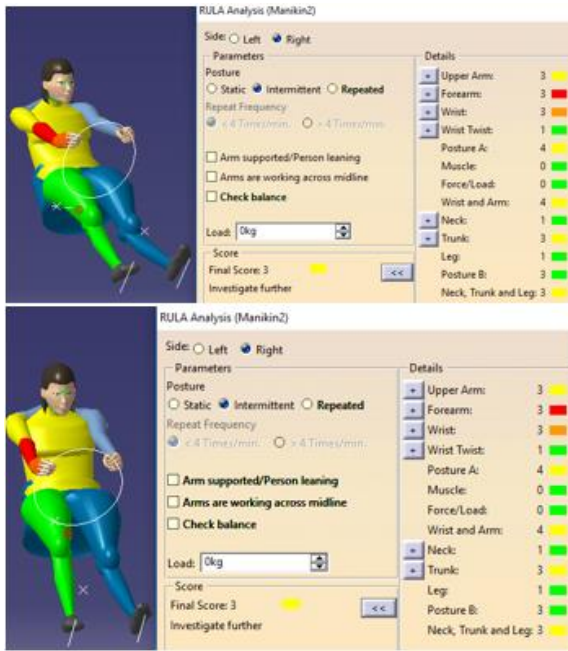 RULA Analysis (Manikin2)
Side: Left Right
Parameters
Details
Posture
Static Intermittent Repeated
Repeat Frequency
< 4 Times/min. > 4 Times/min.
Arm supported/Person leaning
Arms are working across midline
Check balance
Load: 0kg
Score
Final Score: 3
<<
Investigate further
+ Upper Arm: 3
+ Forearm: 3
+ Wrist: 3
+ Wrist Twist: 1
Posture A: 4
Muscle: 0
Force/Load: 0
Wrist and Arm: 4
+ Neck: 1
+ Trunk: 3
Leg: 1
Posture B: 3
Neck, Trunk and Leg: 3
RULA Analysis (Manikin2)
Side: Left Right
Parameters
Details
Posture
Static Intermittent Repeated
Repeat Frequency
< 4 Times/min. > 4 Times/min.
Arm supported/Person leaning
Arms are working across midline
Check balance
Load: 0kg
Score
Final Score: 3
<<
Investigate further
+ Upper Arm: 3
+ Forearm: 3
+ Wrist: 3
+ Wrist Twist: 1
Posture A: 4
Muscle: 0
Force/Load: 0
Wrist and Arm: 4
+ Neck: 1
+ Trunk: 3
Leg: 1
Posture B: 3
Neck, Trunk and Leg: 3